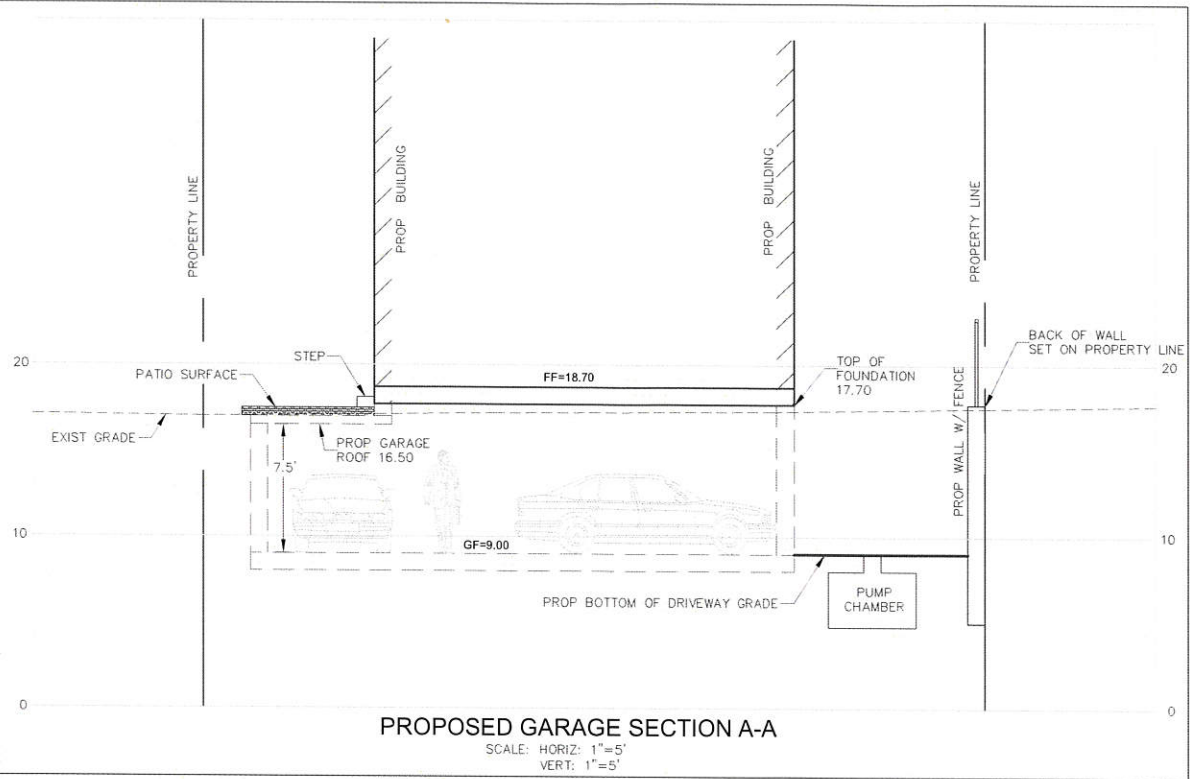 PROPERTY LINE
PROP BUILDING
PROP BUILDING
PROPERTY LINE
BACK OF WALL
SET ON PROPERTY LINE
20
STEP
PATIO SURFACE
FF=18.70
TOP OF
FOUNDATION
17.70
20
EXIST GRADE
PROP GARAGE
ROOF 16.50
7.5'
PROP WALL W/ FENCE
10
GF=9.00
10
PROP BOTTOM OF DRIVEWAY GRADE
PUMP
CHAMBER
0
0
PROPOSED GARAGE SECTION A-A
SCALE: HORIZ: 1"=5'
VERT: 1"=5'